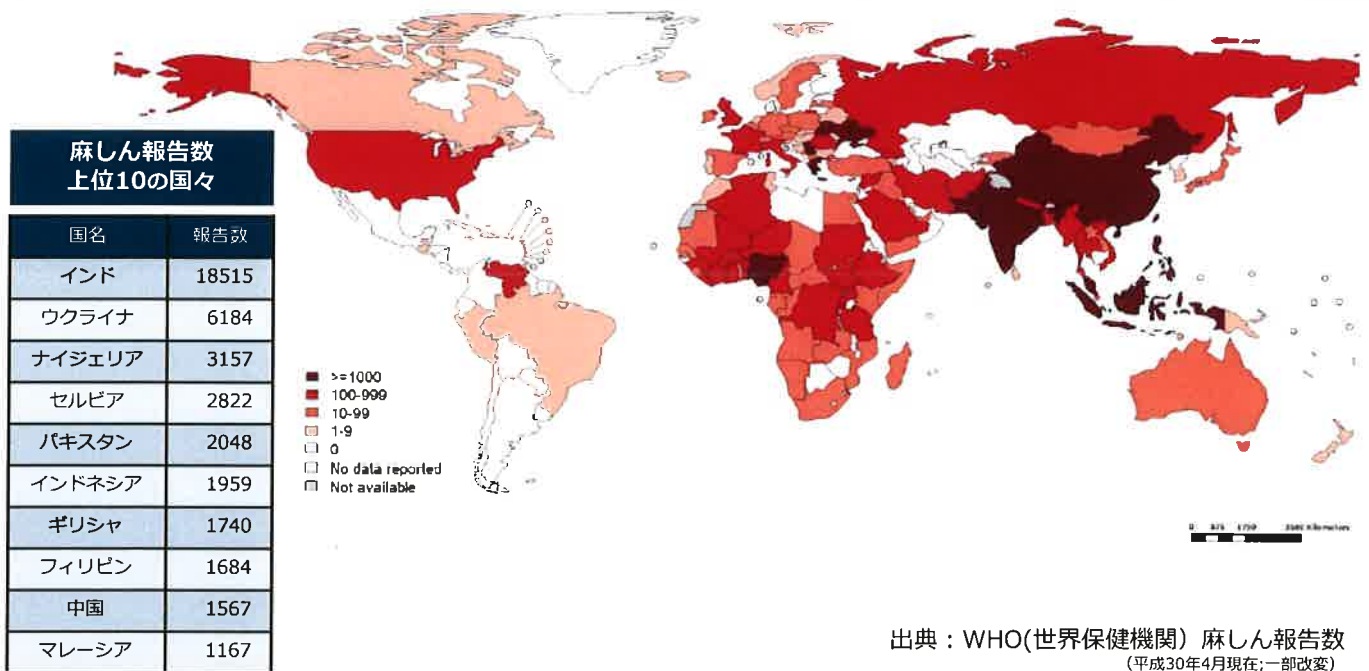 麻しん報告数
上位10の国々
国名 報告数
インド 18515
ウクライナ 6184
ナイジェリア 3157
セルビア 2822
パキスタン 2048
インドネシア 1959
ギリシャ 1740
フィリピン 1684
中国 1567
マレーシア 1167
>=1000
100-999
10-99
1-9
0
No data reported
Not available
0 875 1750 3500 Kilometers
出典：WHO(世界保健機関）麻しん報告数
（平成30年4月現在;一部改変）